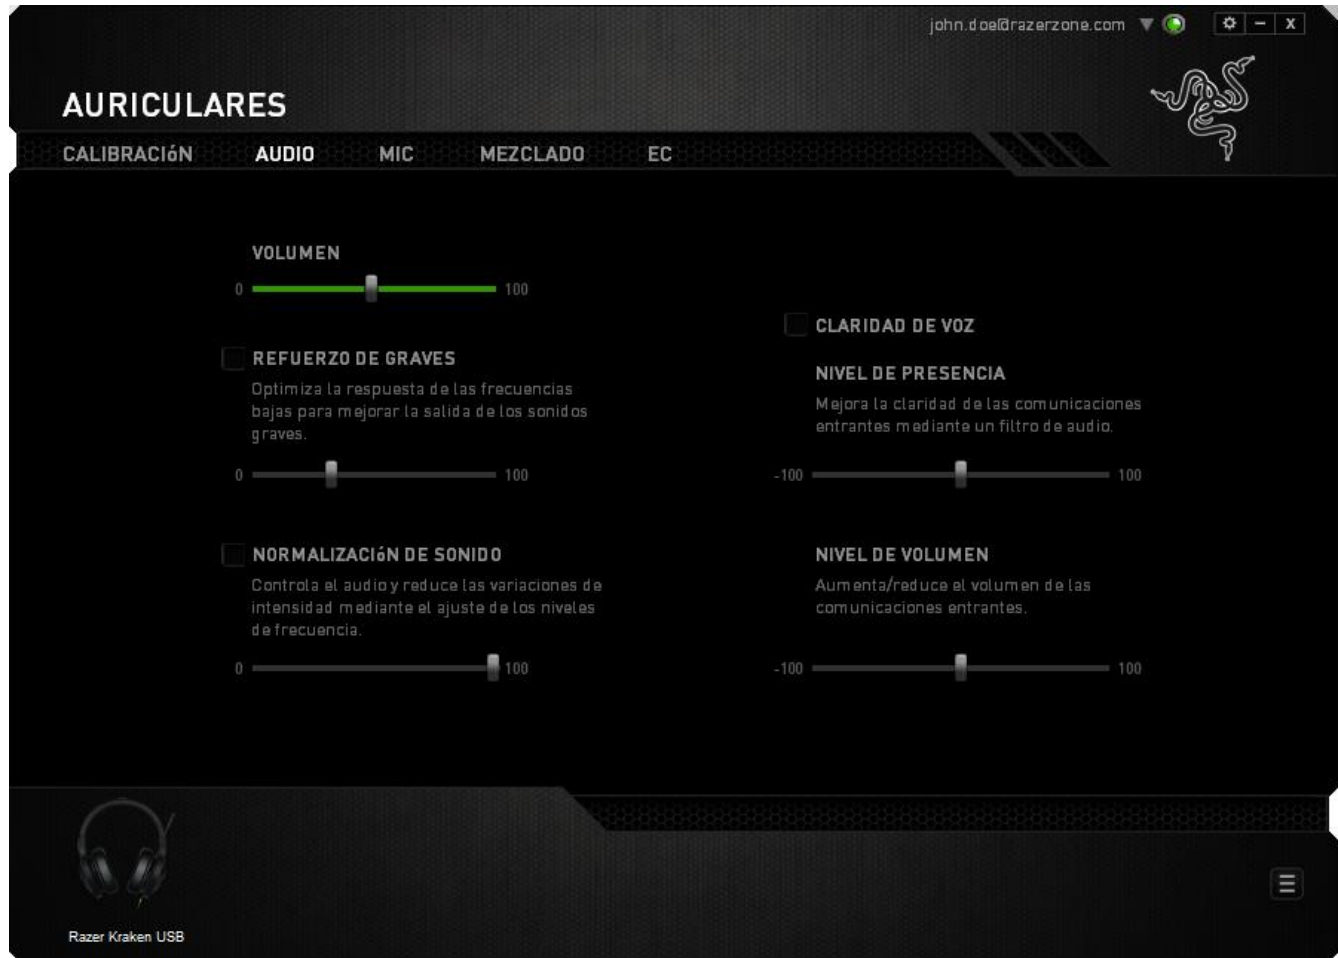 john.doe@razerzone.com
X
AURICULARES
CALIBRACIóN AUDIO MIC MEZCLADO EC
VOLUMEN
0 100
REFUERZO DE GRAVES
Optimiza la respuesta de las frecuencias
bajas para mejorar la salida de los sonidos
graves.
0 100
NORMALIZACIóN DE SONIDO
Controla el audio y reduce las variaciones de
intensidad mediante el ajuste de los niveles
de frecuencia.
0 100
CLARIDAD DE VOZ
NIVEL DE PRESENCIA
Mejora la claridad de las comunicaciones
entrantes mediante un filtro de audio.
-100 100
NIVEL DE VOLUMEN
Aumenta/reduce el volumen de las
comunicaciones entrantes.
-100 100
Razer Kraken USB